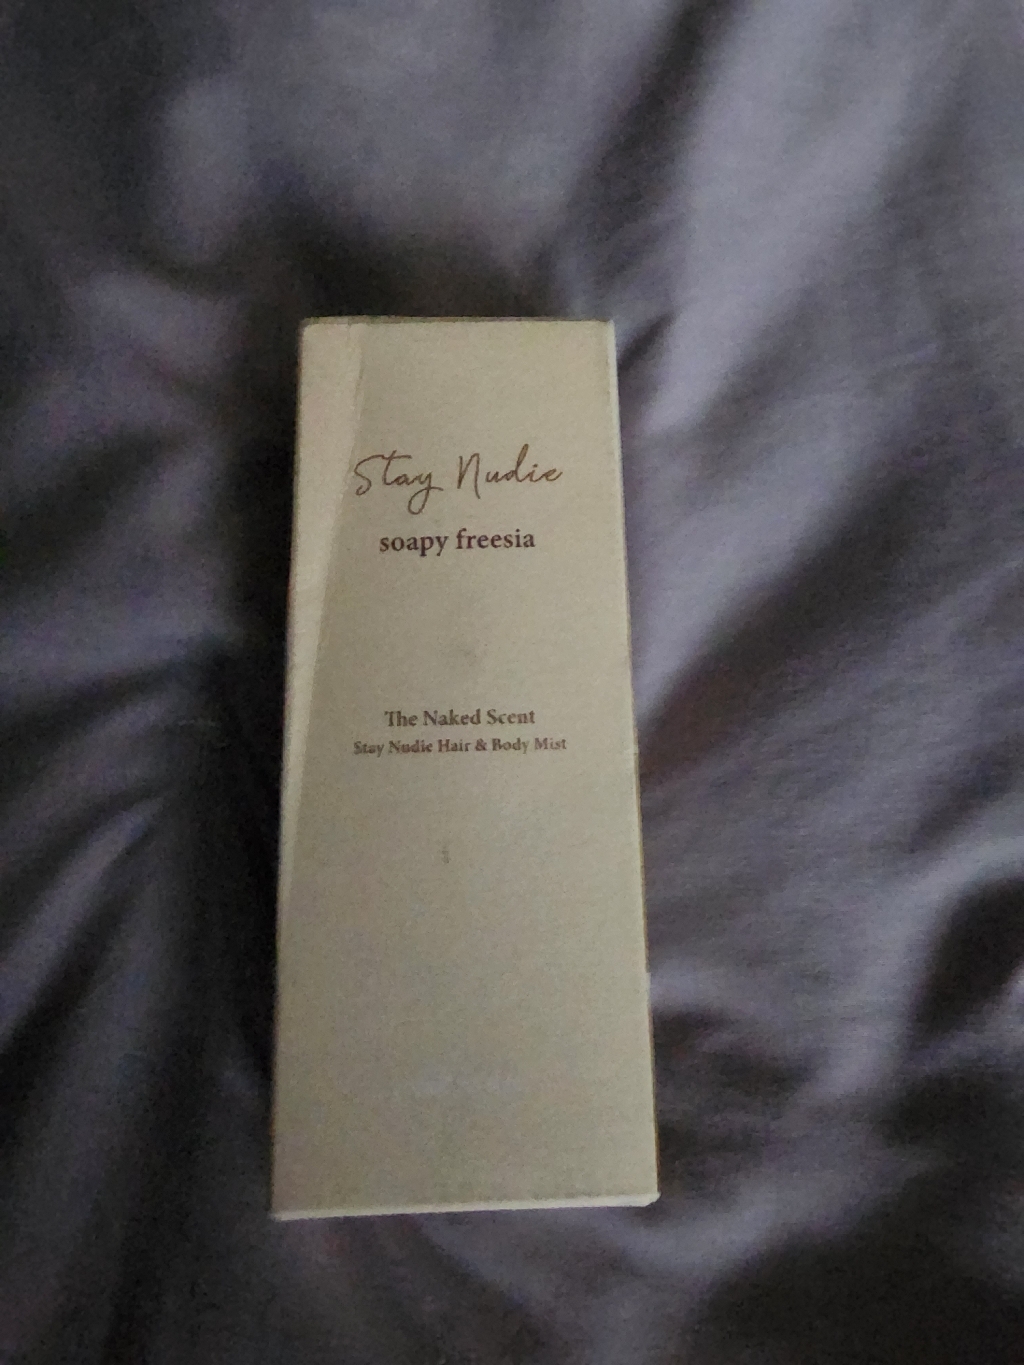 Stay Nudie
soapy freesia
The Naked Scent
Stay Nudie Hair & Body Mist